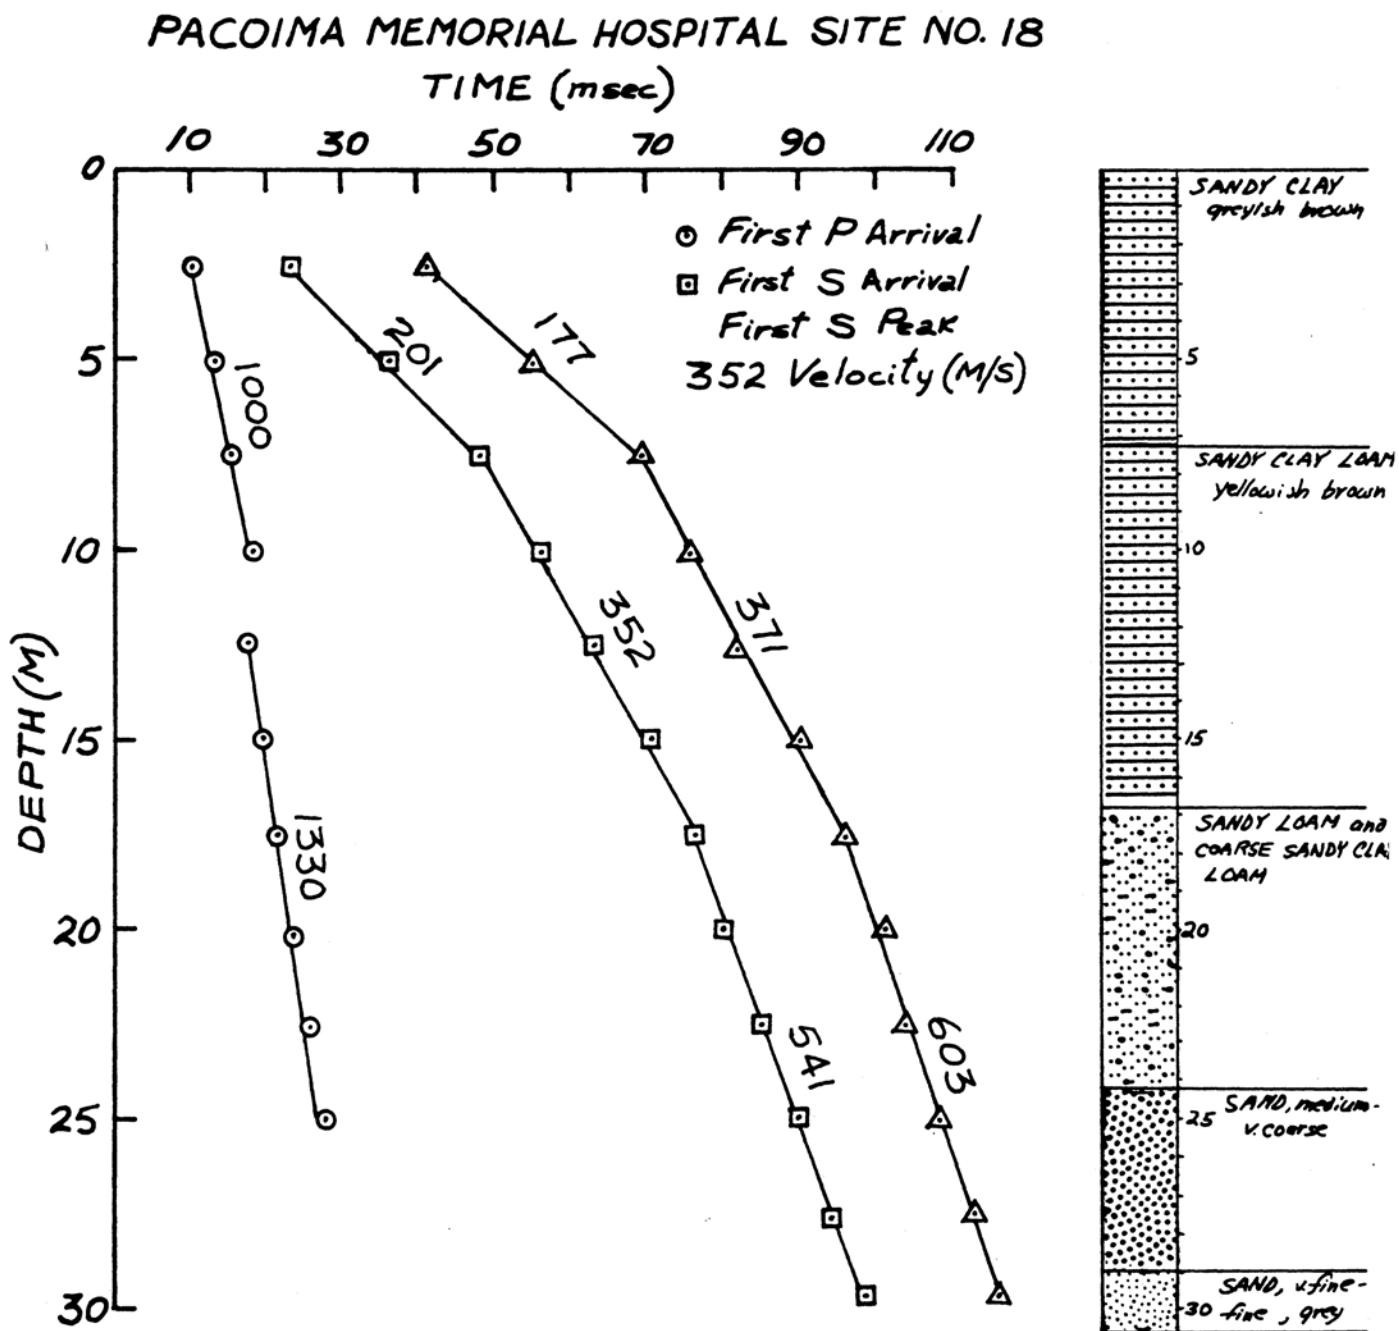 PACOIMA MEMORIAL HOSPITAL SITE NO. 18
TIME (msec)
10 30 50 70 90 110
0
First P Arrival
First S Arrival
First S Peak
352 Velocity (M/S)
201
177
1000
5
10
352
371
DEPTH (M)
15
1330
20
541
603
25
30
SANDY CLAY
greyish brown
5
SANDY CLAY LOAM
yellowish brown
10
15
SANDY LOAM and
COARSE SANDY CLA
LOAM
20
SAND, medium-
v. coarse
25
SAND, v. fine-
fine, grey
30